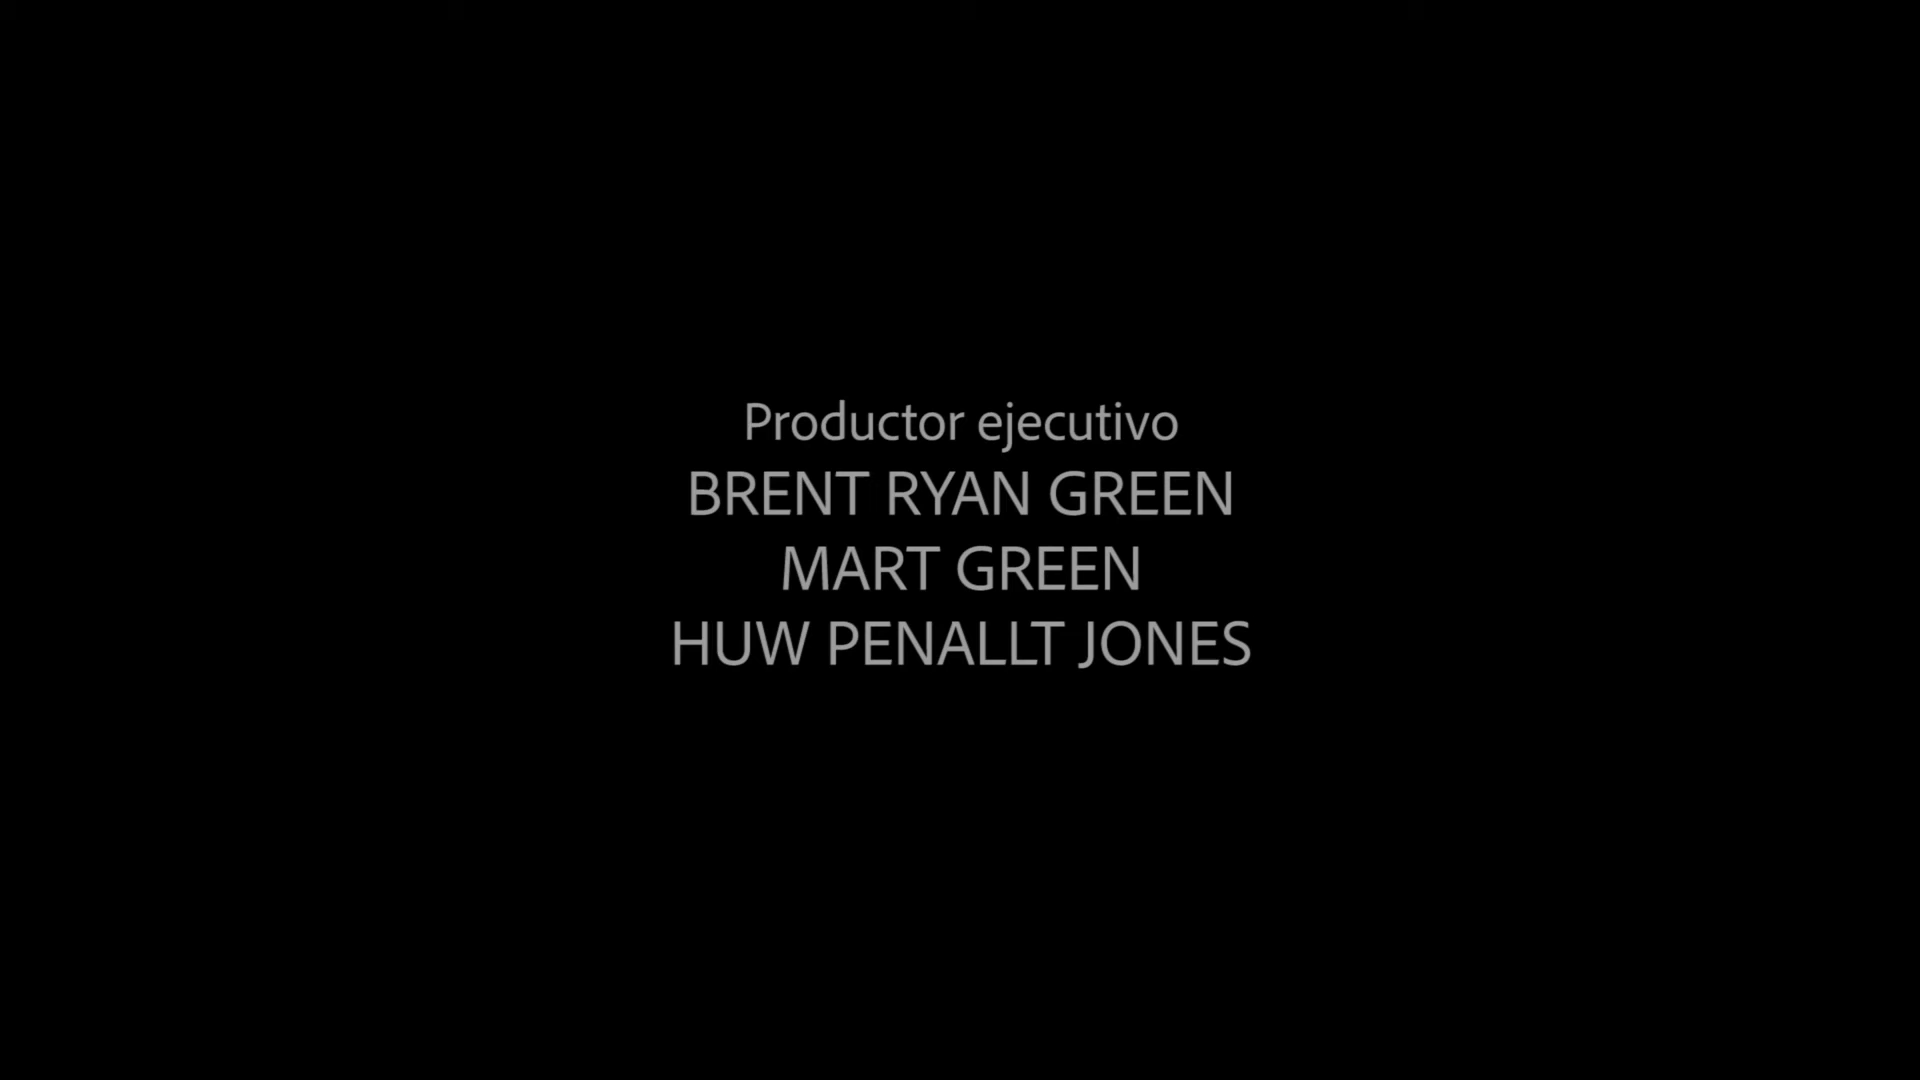 Productor ejecutivo
BRENT RYAN GREEN
MART GREEN
HUW PENALLT JONES